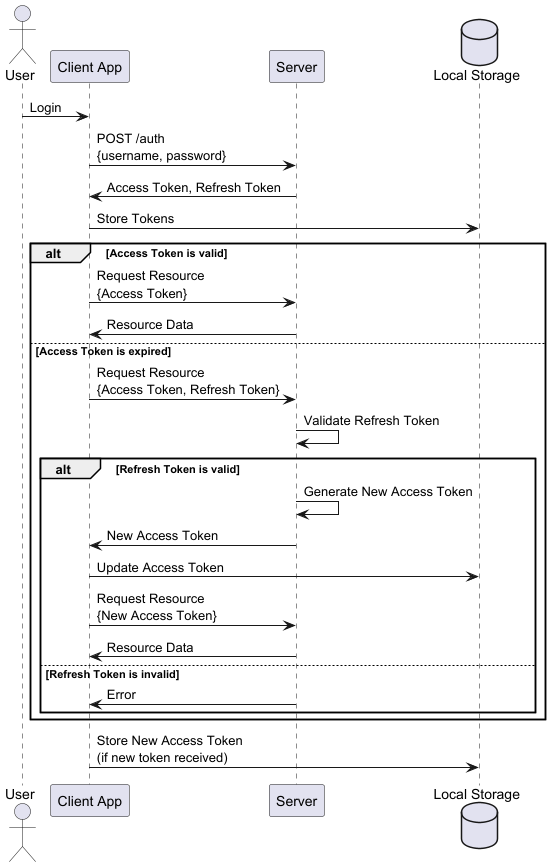 User
Client App
Server
Local Storage
Login
POST /auth
{username, password}
Access Token, Refresh Token
Store Tokens
alt [Access Token is valid]
Request Resource
{Access Token}
Resource Data
[Access Token is expired]
Request Resource
{Access Token, Refresh Token}
Validate Refresh Token
alt [Refresh Token is valid]
Generate New Access Token
New Access Token
Update Access Token
Request Resource
{New Access Token}
Resource Data
[Refresh Token is invalid]
Error
Store New Access Token
(if new token received)
User
Client App
Server
Local Storage